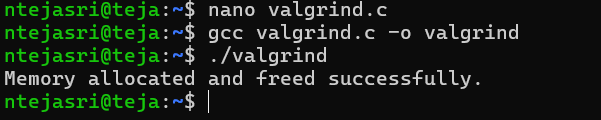 ntejasri@teja:~$ nano valgrind.c
ntejasri@teja:~$ gcc valgrind.c -o valgrind
ntejasri@teja:~$ ./valgrind
Memory allocated and freed successfully.
ntejasri@teja:~$